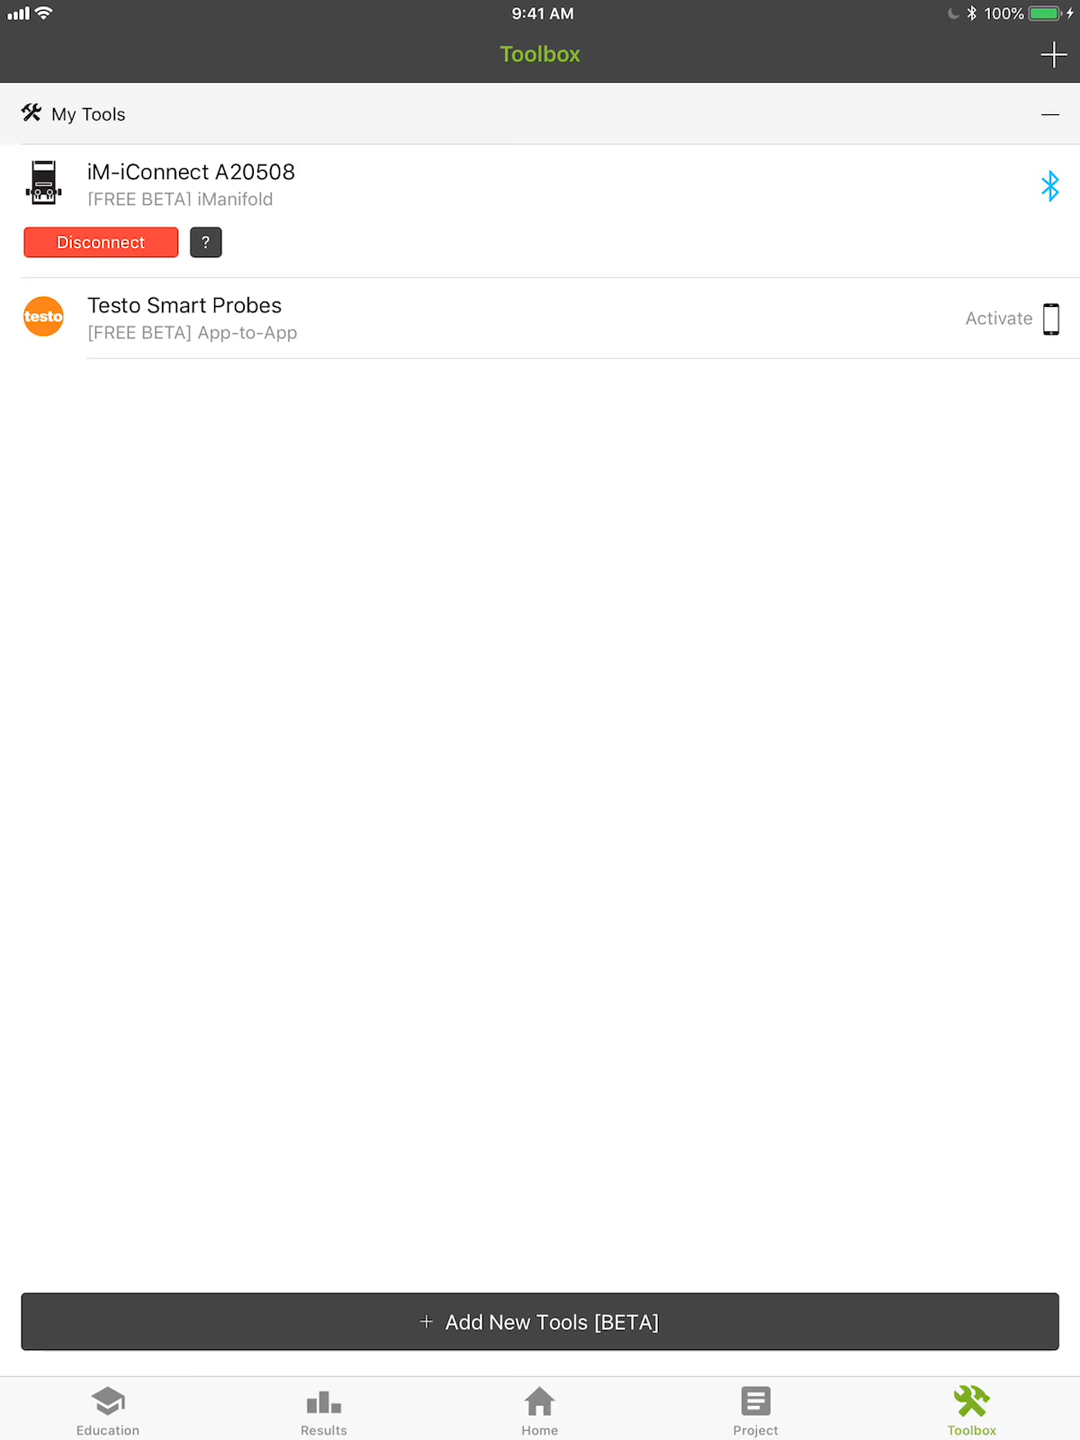 9:41 AM
100%
Toolbox
My Tools
iM-iConnect A20508
[FREE BETA] iManifold
Disconnect
?
testo
Testo Smart Probes
[FREE BETA] App-to-App
Activate
+ Add New Tools [BETA]
Education
Results
Home
Project
Toolbox